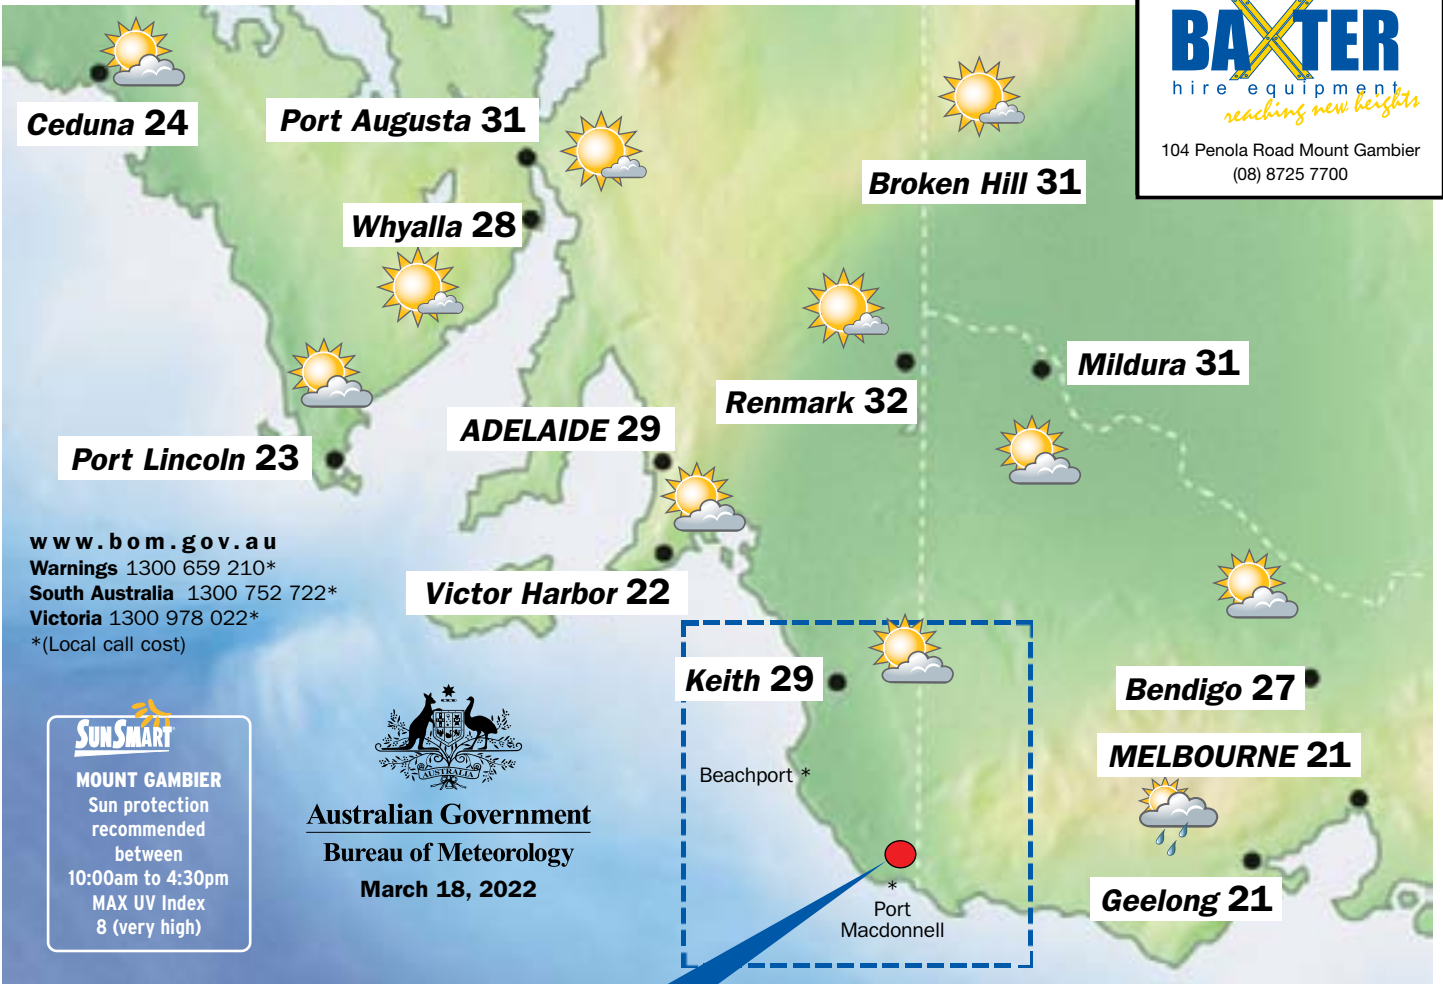 BAXTER
hire equipment
reaching new heights
104 Penola Road Mount Gambier
(08) 8725 7700
Ceduna 24
Port Augusta 31
Broken Hill 31
Whyalla 28
Mildura 31
Renmark 32
ADELAIDE 29
Port Lincoln 23
www.bom.gov.au
Warnings 1300 659 210*
South Australia 1300 752 722*
Victoria 1300 978 022*
*(Local call cost)
Victor Harbor 22
Keith 29
Bendigo 27
MELBOURNE 21
Beachport *
Geelong 21
*
Port
Macdonnell
SUNSMART
MOUNT GAMBIER
Sun protection
recommended
between
10:00am to 4:30pm
MAX UV Index
8 (very high)
AUSTRALIA
Australian Government
Bureau of Meteorology
March 18, 2022